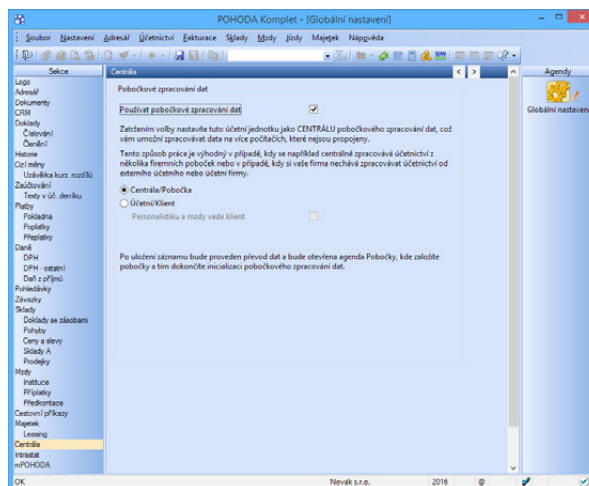 POHODA Komplet - [Globální nastavení]
Soubor Nastavení Adresář Účetnictví Fakturace Sklady Mzdy Jízdy Majetek Nápověda
Sekce
Centrála
Agendy
Logo
Adresář
Dokumenty
CRM
Doklady
Číslování
Členění
Historie
Cizí měny
Uzávěrka kurz. rozdílů
Zaúčtování
Texty v úč. deníku
Platby
Pokladna
Poplatky
Přeplatky
Daně
DPH
DPH - ostatní
Daň z příjmů
Pohledávky
Závazky
Sklady
Doklady se zásobami
Pohyby
Ceny a slevy
Sklady A
Prodejky
Mzdy
Instituce
Příplatky
Předkontace
Cestovní příkazy
Majetek
Leasing
Centrála
Intrastat
mPOHODA
Pobočkové zpracování dat
Používat pobočkové zpracování dat
Zatržením volby nastavíte tuto účetní jednotku jako CENTRÁLU pobočkového zpracování dat, což
vám umožní zpracovávat data na více počítačích, které nejsou propojeny.
Tento způsob práce je výhodný v případě, kdy se například centrálně zpracovává účetnictví z
několika firemních poboček nebo v případě, kdy si vaše firma nechává zpracovávat účetnictví od
externího účetního nebo účetní firmy.
Centrála/Pobočka
Účetní/Klient
Personalistiku a mzdy vede klient
Po uložení záznamu bude proveden převod dat a bude otevřena agenda Pobočky, kde založíte
pobočky a tím dokončíte inicializaci pobočkového zpracování dat.
Globální nastavení
OK
Novák s.r.o.
2016
@